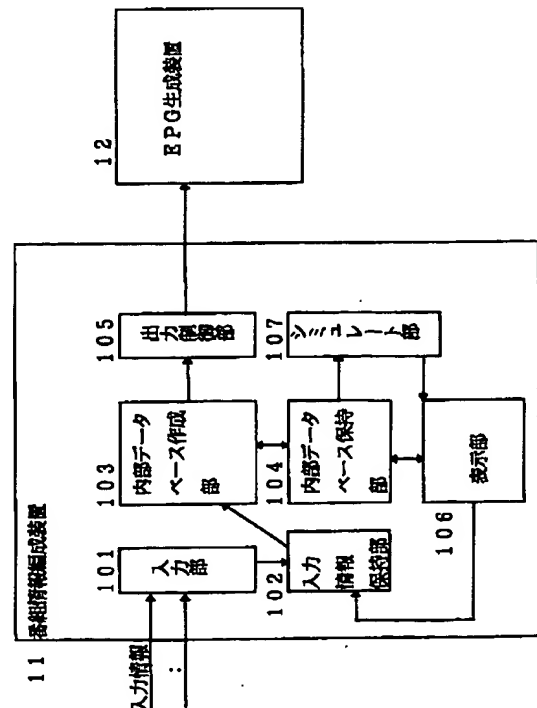 11 番組情報編成装置
入力情報
:
101
入力
部
102
入力
情報
保持部
103
内部データ
ベース作成
部
104
内部データ
ベース保持
部
105
出力制御部
106
表示部
107
シミュレート部
12
EPG生成装置